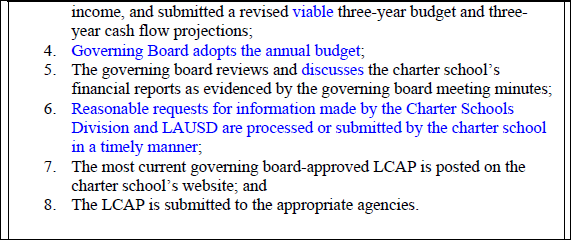 income, and submitted a revised viable three-year budget and three-
year cash flow projections;
4. Governing Board adopts the annual budget;
5. The governing board reviews and discusses the charter school's
financial reports as evidenced by the governing board meeting minutes;
6. Reasonable requests for information made by the Charter Schools
Division and LAUSD are processed or submitted by the charter school
in a timely manner;
7. The most current governing board-approved LCAP is posted on the
charter school's website; and
8. The LCAP is submitted to the appropriate agencies.